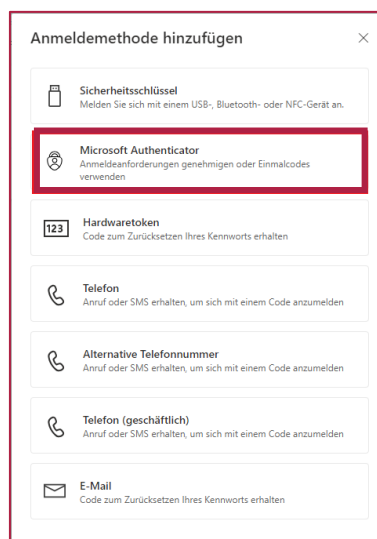 Anmeldemethode hinzufügen
Sicherheitsschlüssel
Melden Sie sich mit einem USB-, Bluetooth- oder NFC-Gerät an.
Microsoft Authenticator
Anmeldeanforderungen genehmigen oder Einmalcodes
verwenden
123
Hardwaretoken
Code zum Zurücksetzen Ihres Kennworts erhalten
Telefon
Anruf oder SMS erhalten, um sich mit einem Code anzumelden
Alternative Telefonnummer
Anruf oder SMS erhalten, um sich mit einem Code anzumelden
Telefon (geschäftlich)
Anruf oder SMS erhalten, um sich mit einem Code anzumelden
E-Mail
Code zum Zurücksetzen Ihres Kennworts erhalten